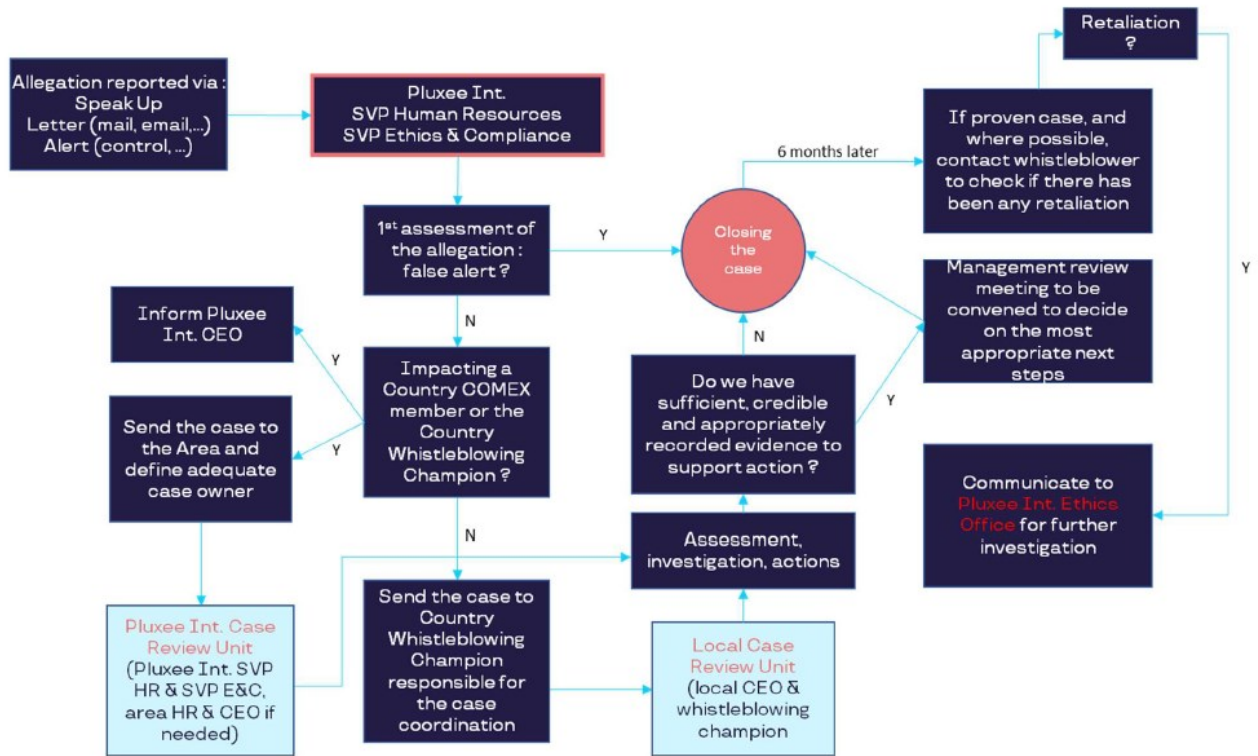 Retaliation
?
Allegation reported via :
Speak Up
Letter (mail, email,...)
Alert (control, ...)
Pluxee Int.
SVP Human Resources
SVP Ethics & Compliance
If proven case, and
where possible,
contact whistleblower
to check if there has
been any retaliation
6 months later
1st assessment of
the allegation :
false alert ?
Y
Closing
the
case
Management review
meeting to be
convened to decide
on the most
appropriate next
steps
Y
Inform Pluxee
Int. CEO
N
Y
Impacting a
Country COMEX
member or the
Country
Whistleblowing
Champion ?
N
Do we have
sufficient, credible
and appropriately
recorded evidence to
support action ?
Y
Send the case to
the Area and
define adequate
case owner
Y
Communicate to
Pluxee Int. Ethics
Office for further
investigation
N
Assessment,
investigation, actions
Pluxee Int. Case
Review Unit
(Pluxee Int. SVP
HR & SVP E&C,
area HR & CEO if
needed)
Send the case to
Country
Whistleblowing
Champion
responsible for
the case
coordination
Local Case
Review Unit
(local CEO &
whistleblowing
champion